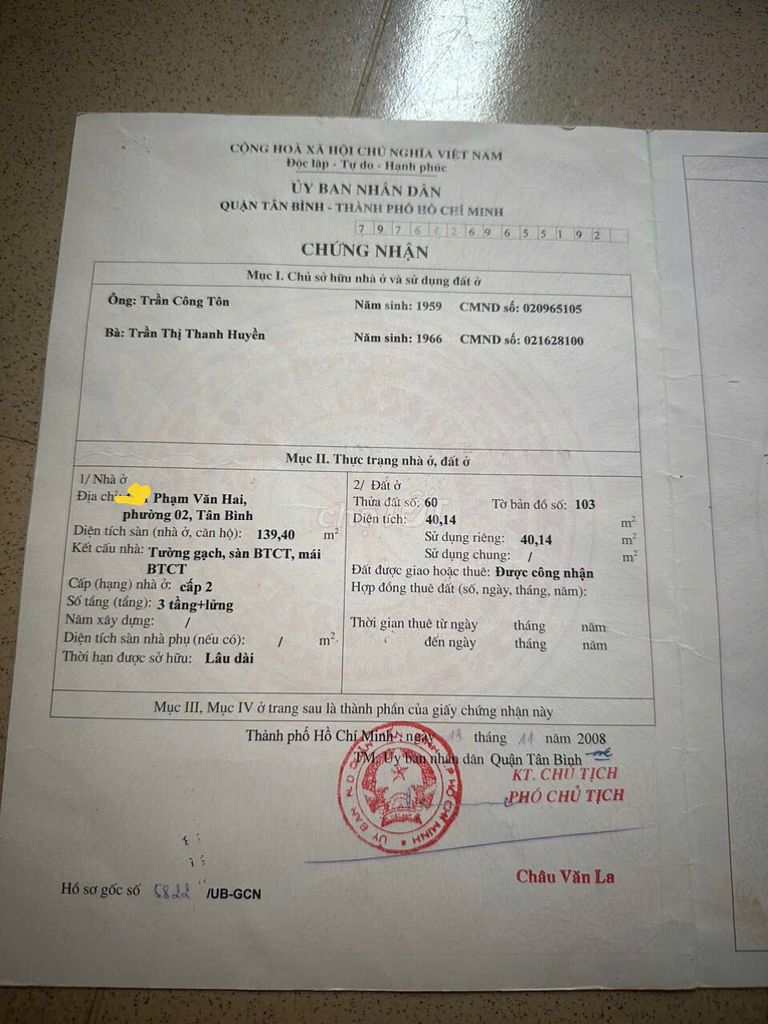 CỘNG HOÀ XÃ HỘI CHỦ NGHĨA VIỆT NAM
Độc lập - Tự do - Hạnh phúc
ỦY BAN NHÂN DÂN
QUẬN TÂN BÌNH - THÀNH PHỐ HỒ CHÍ MINH
CHỨNG NHẬN
Mục I. Chủ sở hữu nhà ở và sử dụng đất ở
Ông: Trần Công Tôn Năm sinh: 1959 CMND số: 020965105
Bà: Trần Thị Thanh Huyền Năm sinh: 1966 CMND số: 021628100
Mục II. Thực trạng nhà ở, đất ở
1/ Nhà ở
Địa chỉ: Phạm Văn Hai,
phường 02, Tân Bình
Diện tích sàn (nhà ở, căn hộ): 139,40 m²
Kết cấu nhà: Tường gạch, sàn BTCT, mái
BTCT
Cấp (hạng) nhà ở: cấp 2
Số tầng (tầng): 3 tầng+lửng
Năm xây dựng: /
Diện tích sàn nhà phụ (nếu có): / m²
Thời hạn được sở hữu: Lâu dài
2/ Đất ở
Thửa đất số: 60 Tờ bản đồ số: 103
Diện tích: 40,14 m²
Sử dụng riêng: 40,14 m²
Sử dụng chung: / m²
Đất được giao hoặc thuê: Được công nhận
Hợp đồng thuê đất (số, ngày, tháng, năm):
Thời gian thuê từ ngày tháng năm
đến ngày tháng năm
Mục III, Mục IV ở trang sau là thành phần của giấy chứng nhận này
Thành phố Hồ Chí Minh, ngày 13 tháng 11 năm 2008
TM. Ủy ban nhân dân Quận Tân Bình
KT. CHỦ TỊCH
PHÓ CHỦ TỊCH
Châu Văn La
Hồ sơ gốc số /UB-GCN